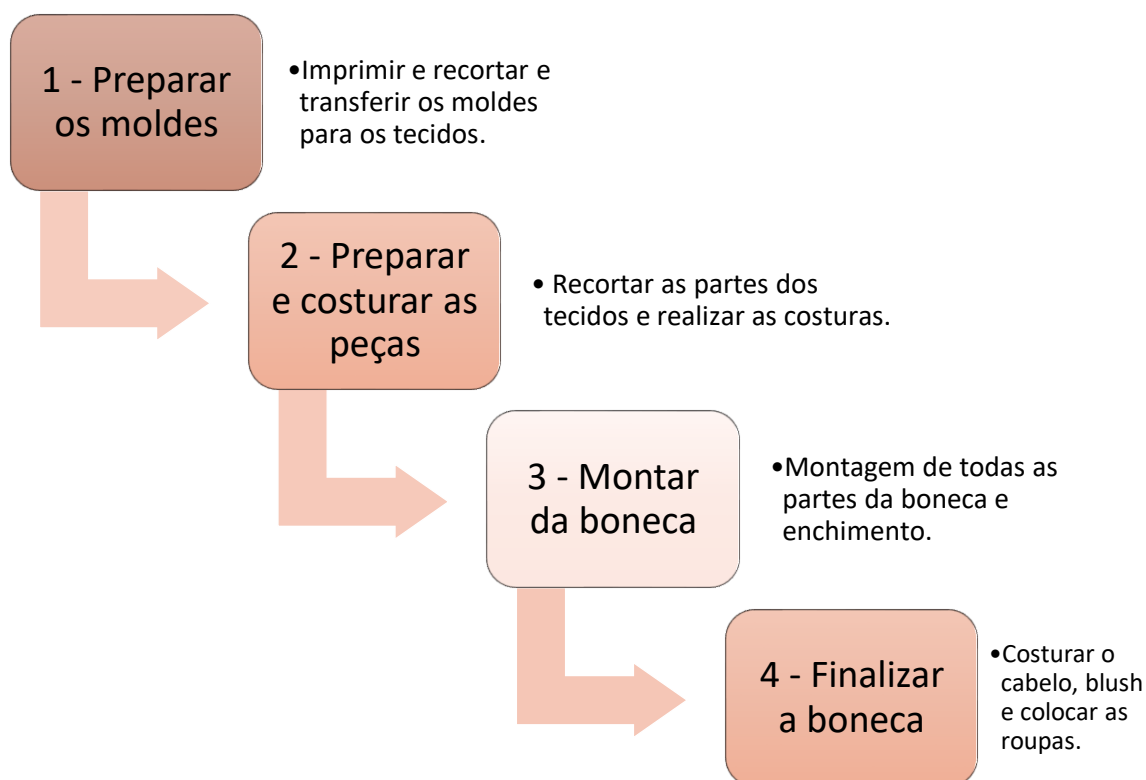 1 - Preparar
os moldes
•Imprimir e recortar e
transferir os moldes
para os tecidos.
2 - Preparar
e costurar as
peças
• Recortar as partes dos
tecidos e realizar as costuras.
3 - Montar
da boneca
•Montagem de todas as
partes da boneca e
enchimento.
4 - Finalizar
a boneca
•Costurar o
cabelo, blush
e colocar as
roupas.